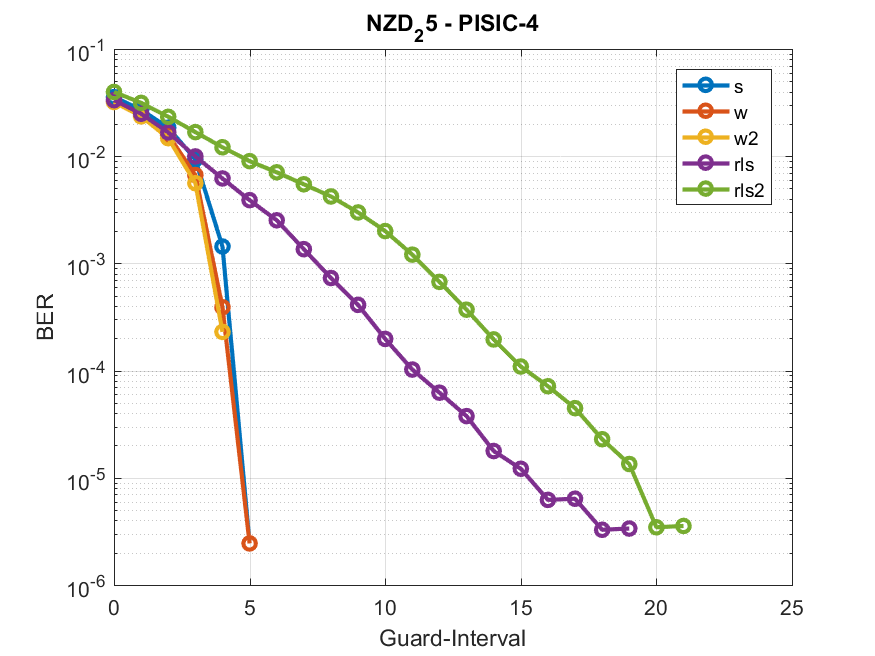 NZD₂5 - PISIC-4
10⁻¹
10⁻²
10⁻³
10⁻⁴
10⁻⁵
10⁻⁶
BER
s
w
w2
rls
rls2
0 5 10 15 20 25
Guard-Interval